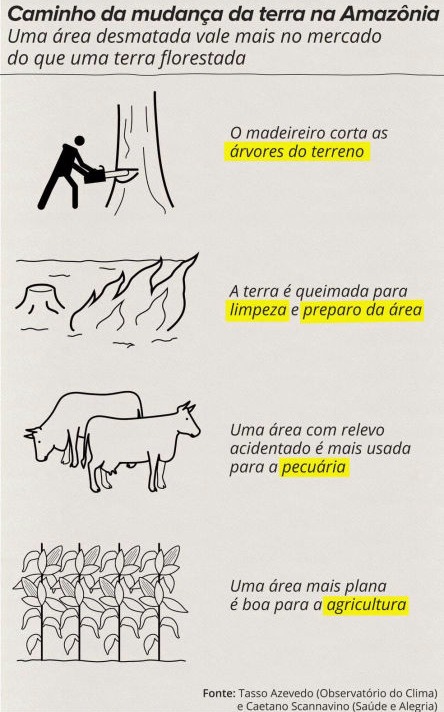 Caminho da mudança da terra na Amazônia
Uma área desmatada vale mais no mercado
do que uma terra florestada
O madeireiro corta as
árvores do terreno
A terra é queimada para
limpeza e preparo da área
Uma área com relevo
acidentado é mais usada
para a pecuária
Uma área mais plana
é boa para a agricultura
Fonte: Tasso Azevedo (Observatório do Clima)
e Caetano Scannavino (Saúde e Alegria)